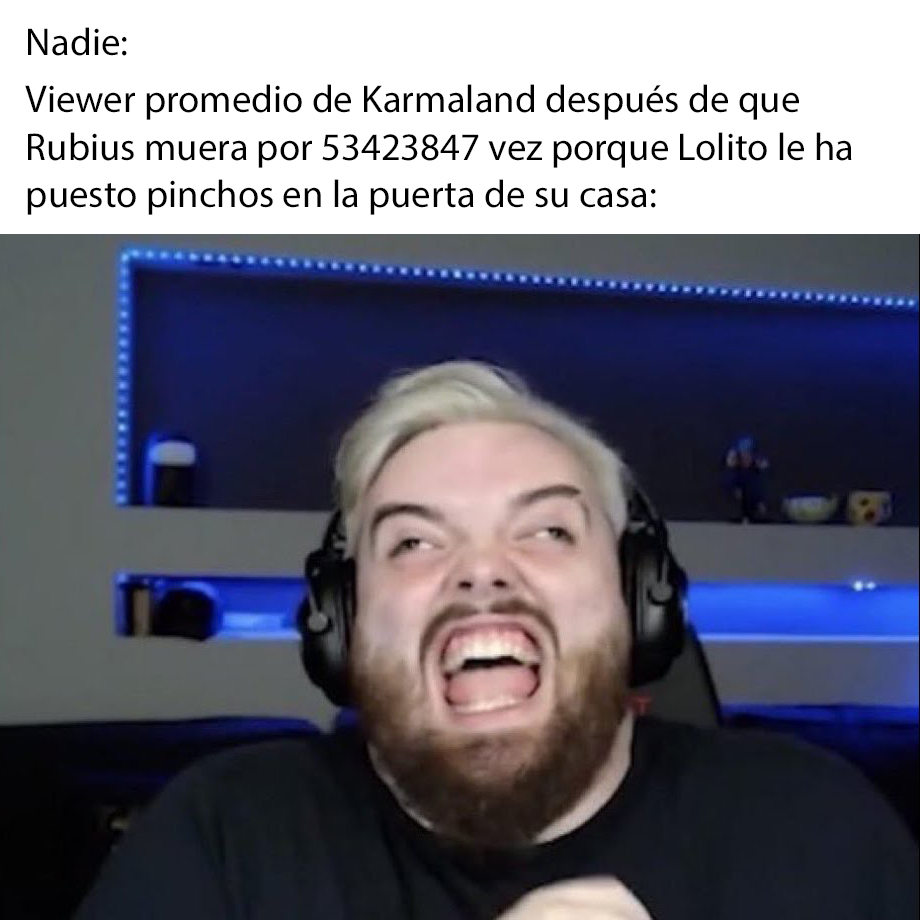 Nadie:
Viewer promedio de Karmaland después de que
Rubius muera por 53423847 vez porque Lolito le ha
puesto pinchos en la puerta de su casa: